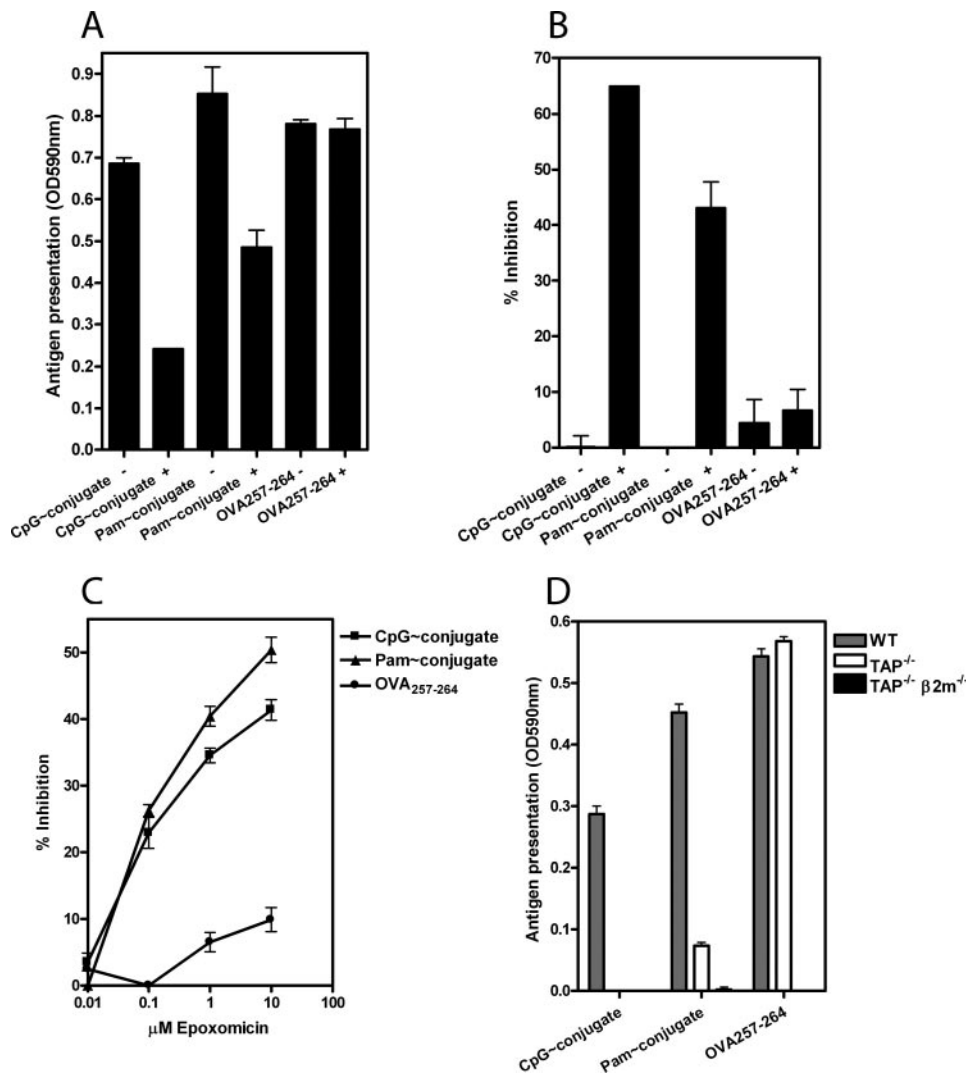 A
Antigen presentation (OD590nm)
0.9
0.8
0.7
0.6
0.5
0.4
0.3
0.2
0.1
0.0
CpG~conjugate -
CpG~conjugate +
Pam~conjugate -
Pam~conjugate +
OVA257-264 -
OVA257-264 +
B
% Inhibition
70
60
50
40
30
20
10
0
CpG~conjugate -
CpG~conjugate +
Pam~conjugate -
Pam~conjugate +
OVA257-264 -
OVA257-264 +
C
% Inhibition
50
40
30
20
10
0
0.01
0.1
1
10
100
μM Epoxomicin
CpG~conjugate
Pam~conjugate
OVA257-264
D
Antigen presentation (OD590nm)
0.6
0.5
0.4
0.3
0.2
0.1
0.0
CpG~conjugate
Pam~conjugate
OVA257-264
WT
TAP-/-
TAP-/- β2m-/-